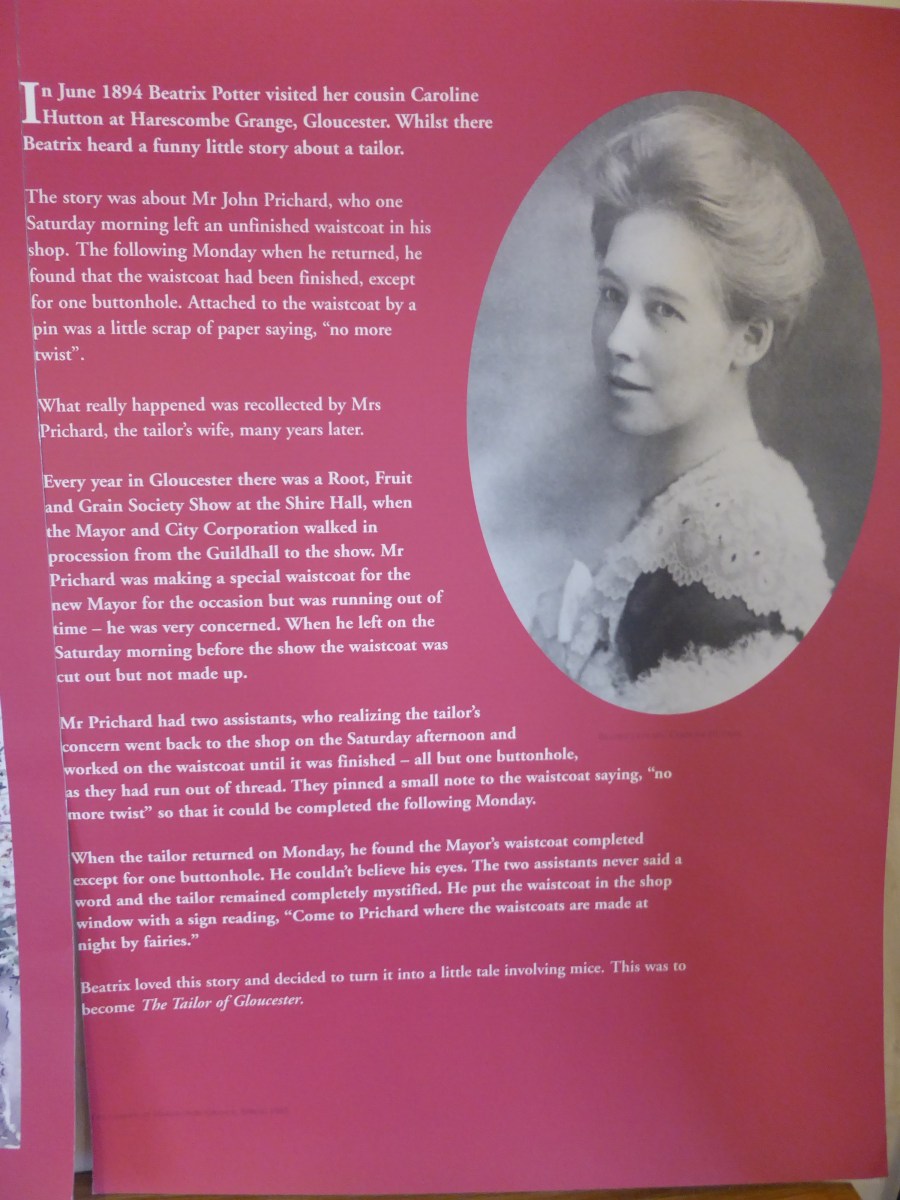 In June 1894 Beatrix Potter visited her cousin Caroline
Hutton at Harescombe Grange, Gloucester. Whilst there
Beatrix heard a funny little story about a tailor.
The story was about Mr John Prichard, who one
Saturday morning left an unfinished waistcoat in his
shop. The following Monday when he returned, he
found that the waistcoat had been finished, except
for one buttonhole. Attached to the waistcoat by a
pin was a little scrap of paper saying, “no more
twist”.
What really happened was recollected by Mrs
Prichard, the tailor’s wife, many years later.
Every year in Gloucester there was a Root, Fruit
and Grain Society Show at the Shire Hall, when
the Mayor and City Corporation walked in
procession from the Guildhall to the show. Mr
Prichard was making a special waistcoat for the
new Mayor for the occasion but was running out of
time – he was very concerned. When he left on the
Saturday morning before the show the waistcoat was
cut out but not made up.
Mr Prichard had two assistants, who realizing the tailor’s
concern went back to the shop on the Saturday afternoon and
worked on the waistcoat until it was finished – all but one buttonhole,
as they had run out of thread. They pinned a small note to the waistcoat saying, “no
more twist” so that it could be completed the following Monday.
When the tailor returned on Monday, he found the Mayor’s waistcoat completed
except for one buttonhole. He couldn’t believe his eyes. The two assistants never said a
word and the tailor remained completely mystified. He put the waistcoat in the shop
window with a sign reading, “Come to Prichard where the waistcoats are made at
night by fairies.”
Beatrix loved this story and decided to turn it into a little tale involving mice. This was to
become The Tailor of Gloucester.